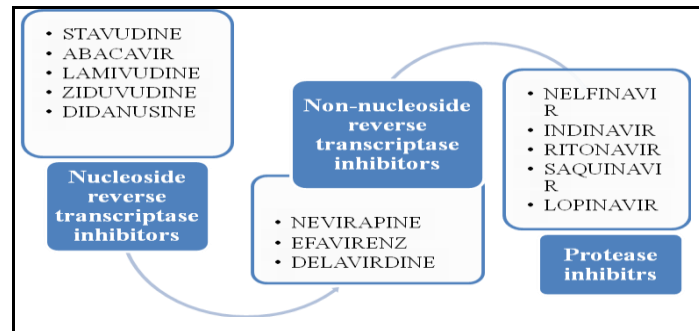 • STAVUDINE
• ABACAVIR
• LAMIVUDINE
• ZIDUVUDINE
• DIDANUSINE
Nucleoside
reverse
transcriptase
inhibitors
Non-nucleoside
reverse
transcriptase
inhibitors
• NEVIRAPINE
• EFAVIRENZ
• DELAVIRDINE
• NELFINAVI
R
• INDINAVIR
• RITONAVIR
• SAQUINAVI
R
• LOPINAVIR
Protease
inhibitrs